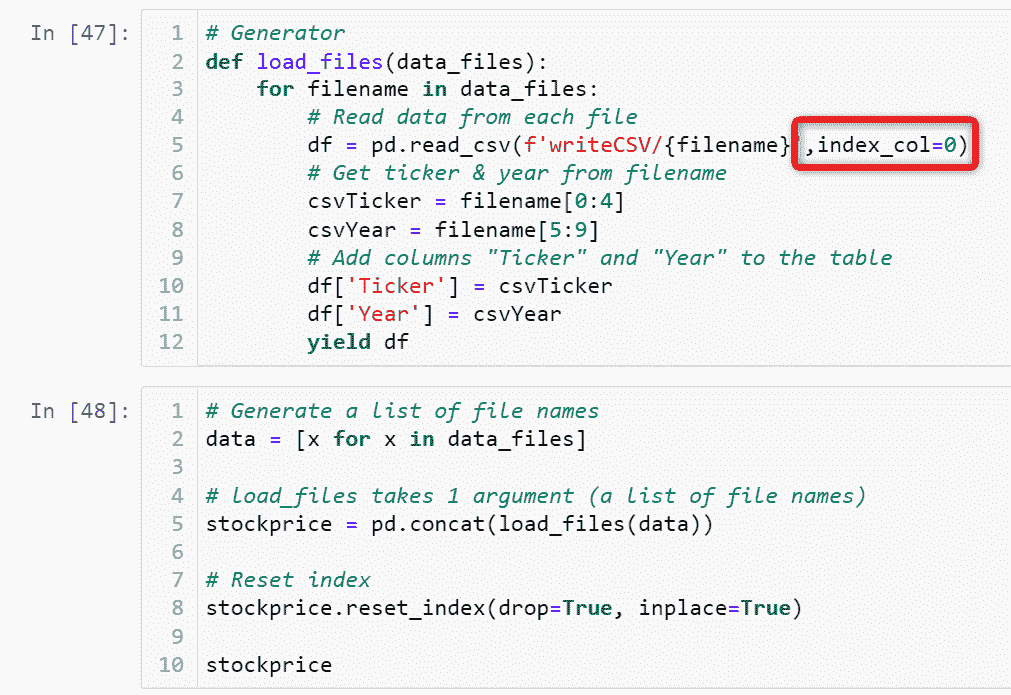 In [47]:
1 # Generator
2 def load_files(data_files):
3     for filename in data_files:
4         # Read data from each file
5         df = pd.read_csv(f'writeCSV/{filename}',index_col=0)
6         # Get ticker & year from filename
7         csvTicker = filename[0:4]
8         csvYear = filename[5:9]
9         # Add columns "Ticker" and "Year" to the table
10         df['Ticker'] = csvTicker
11         df['Year'] = csvYear
12         yield df
In [48]:
1 # Generate a list of file names
2 data = [x for x in data_files]
3
4 # load_files takes 1 argument (a list of file names)
5 stockprice = pd.concat(load_files(data))
6
7 # Reset index
8 stockprice.reset_index(drop=True, inplace=True)
9
10 stockprice